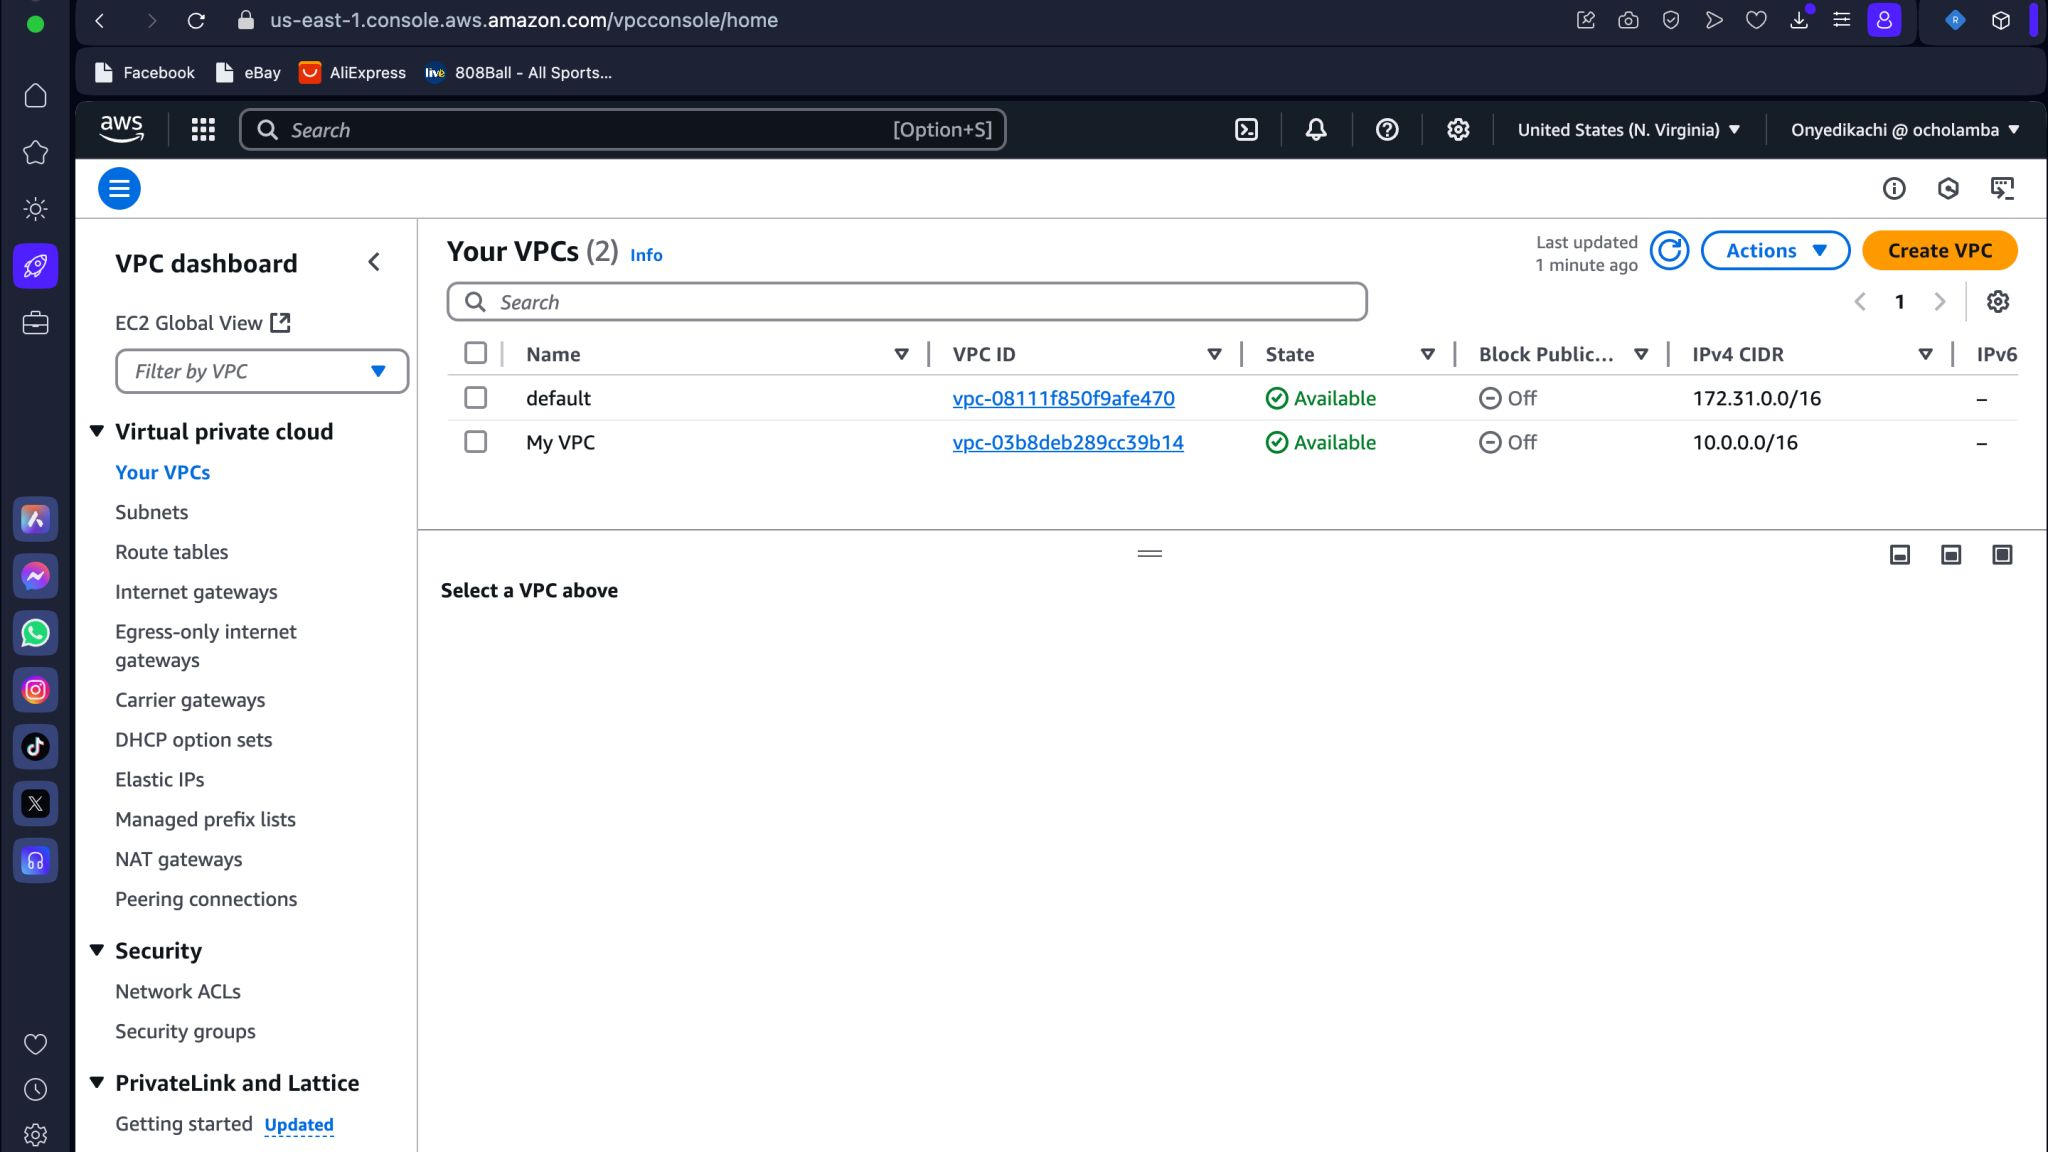 us-east-1.console.aws.amazon.com/vpcconsole/home
Facebook eBay AliExpress live 808Ball - All Sports...
aws Search [Option+S] United States (N. Virginia) Onyedikachi @ ocholamba
VPC dashboard
EC2 Global View
Filter by VPC
Virtual private cloud
Your VPCs
Subnets
Route tables
Internet gateways
Egress-only internet
gateways
Carrier gateways
DHCP option sets
Elastic IPs
Managed prefix lists
NAT gateways
Peering connections
Security
Network ACLs
Security groups
PrivateLink and Lattice
Getting started Updated
Your VPCs (2) Info
Last updated
1 minute ago
Actions
Create VPC
Search
1
Name VPC ID State Block Public... IPv4 CIDR IPv6
default vpc-08111f850f9afe470 Available Off 172.31.0.0/16 –
My VPC vpc-03b8deb289cc39b14 Available Off 10.0.0.0/16 –
Select a VPC above